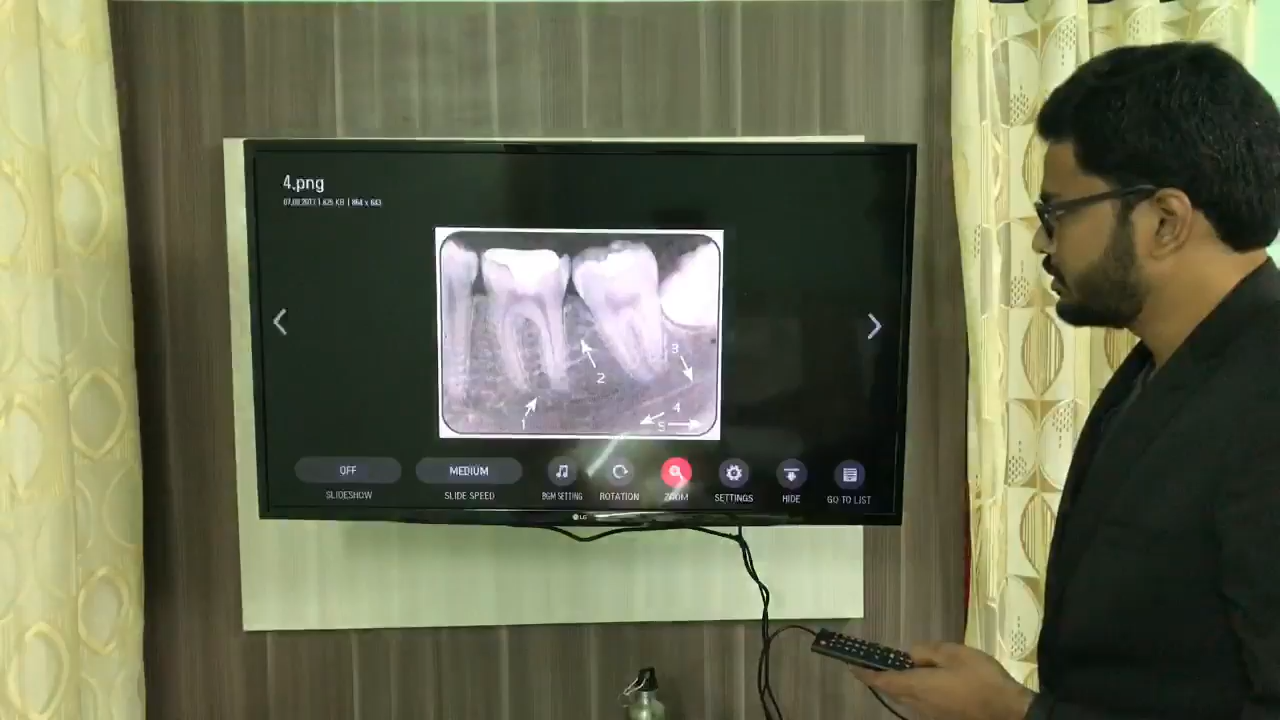 4.png
2
3
4
1
5
OFF
MEDIUM
SLIDESHOW
SLIDE SPEED
BGM SETTING
ROTATION
ZOOM
SETTINGS
HIDE
GO TO LIST
LG